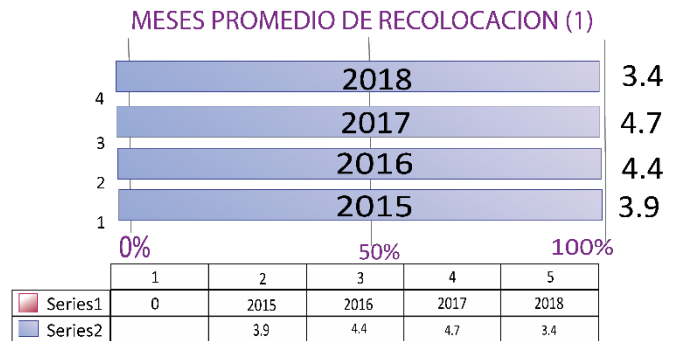 MESES PROMEDIO DE RECOLOCACION (1)
2018 3.4
4
2017 4.7
3
2016 4.4
2
2015 3.9
1
0% 50% 100%
1 2 3 4 5
Series1 0 2015 2016 2017 2018
Series2 3.9 4.4 4.7 3.4